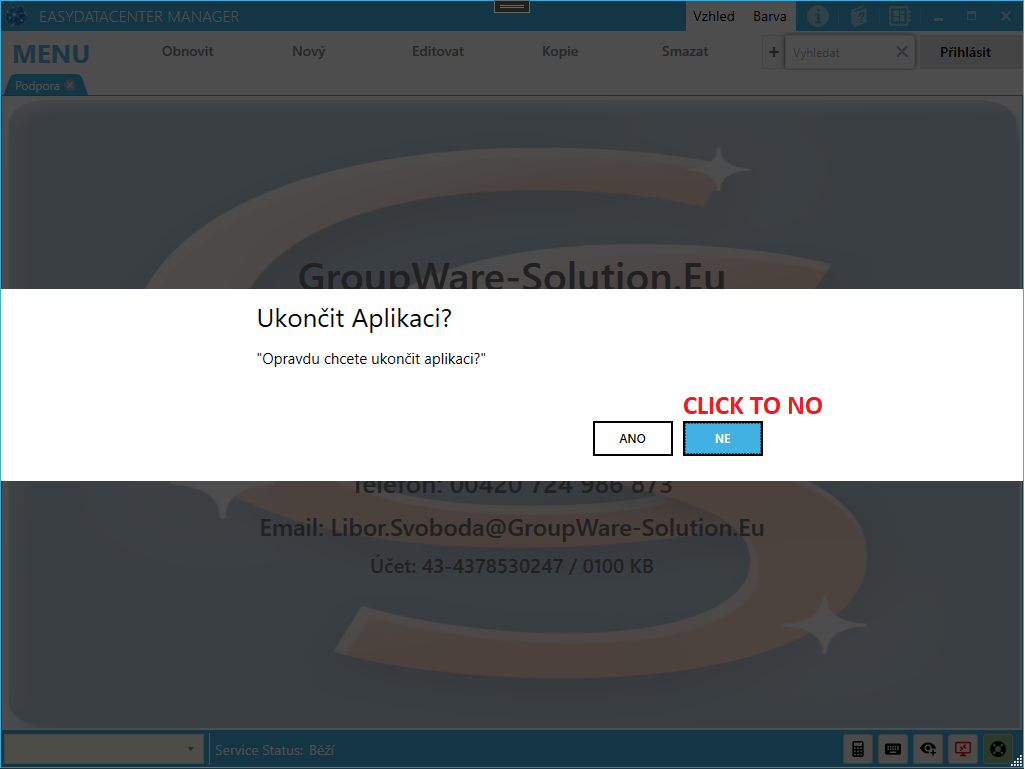 EASYDATACENTER MANAGER
Vzhled Barva
MENU Obnovit Nový Editovat Kopie Smazat + Vyhledat Přihlásit
Podpora
GroupWare-Solution.Eu
Ukončit Aplikaci?
"Opravdu chcete ukončit aplikaci?"
CLICK TO NO
ANO NE
Telefon: 00420 724 986 873
Email: Libor.Svoboda@GroupWare-Solution.Eu
Účet: 43-4378530247 / 0100 KB
Service Status: Běží